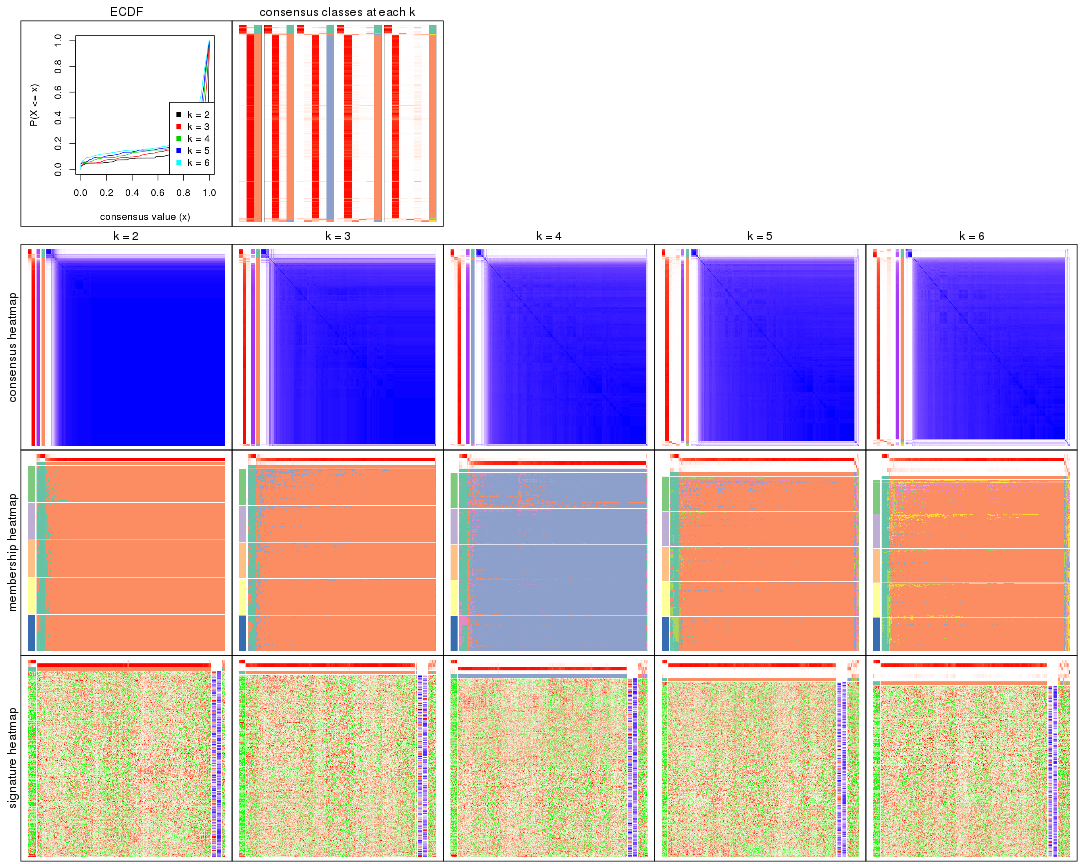 ECDF
consensus classes at each k
P(X <= x)
0.0 0.2 0.4 0.6 0.8 1.0
k = 2
k = 3
k = 4
k = 5
k = 6
0.0 0.2 0.4 0.6 0.8 1.0
consensus value (x)
k = 2
k = 3
k = 4
k = 5
k = 6
consensus heatmap
membership heatmap
signature heatmap